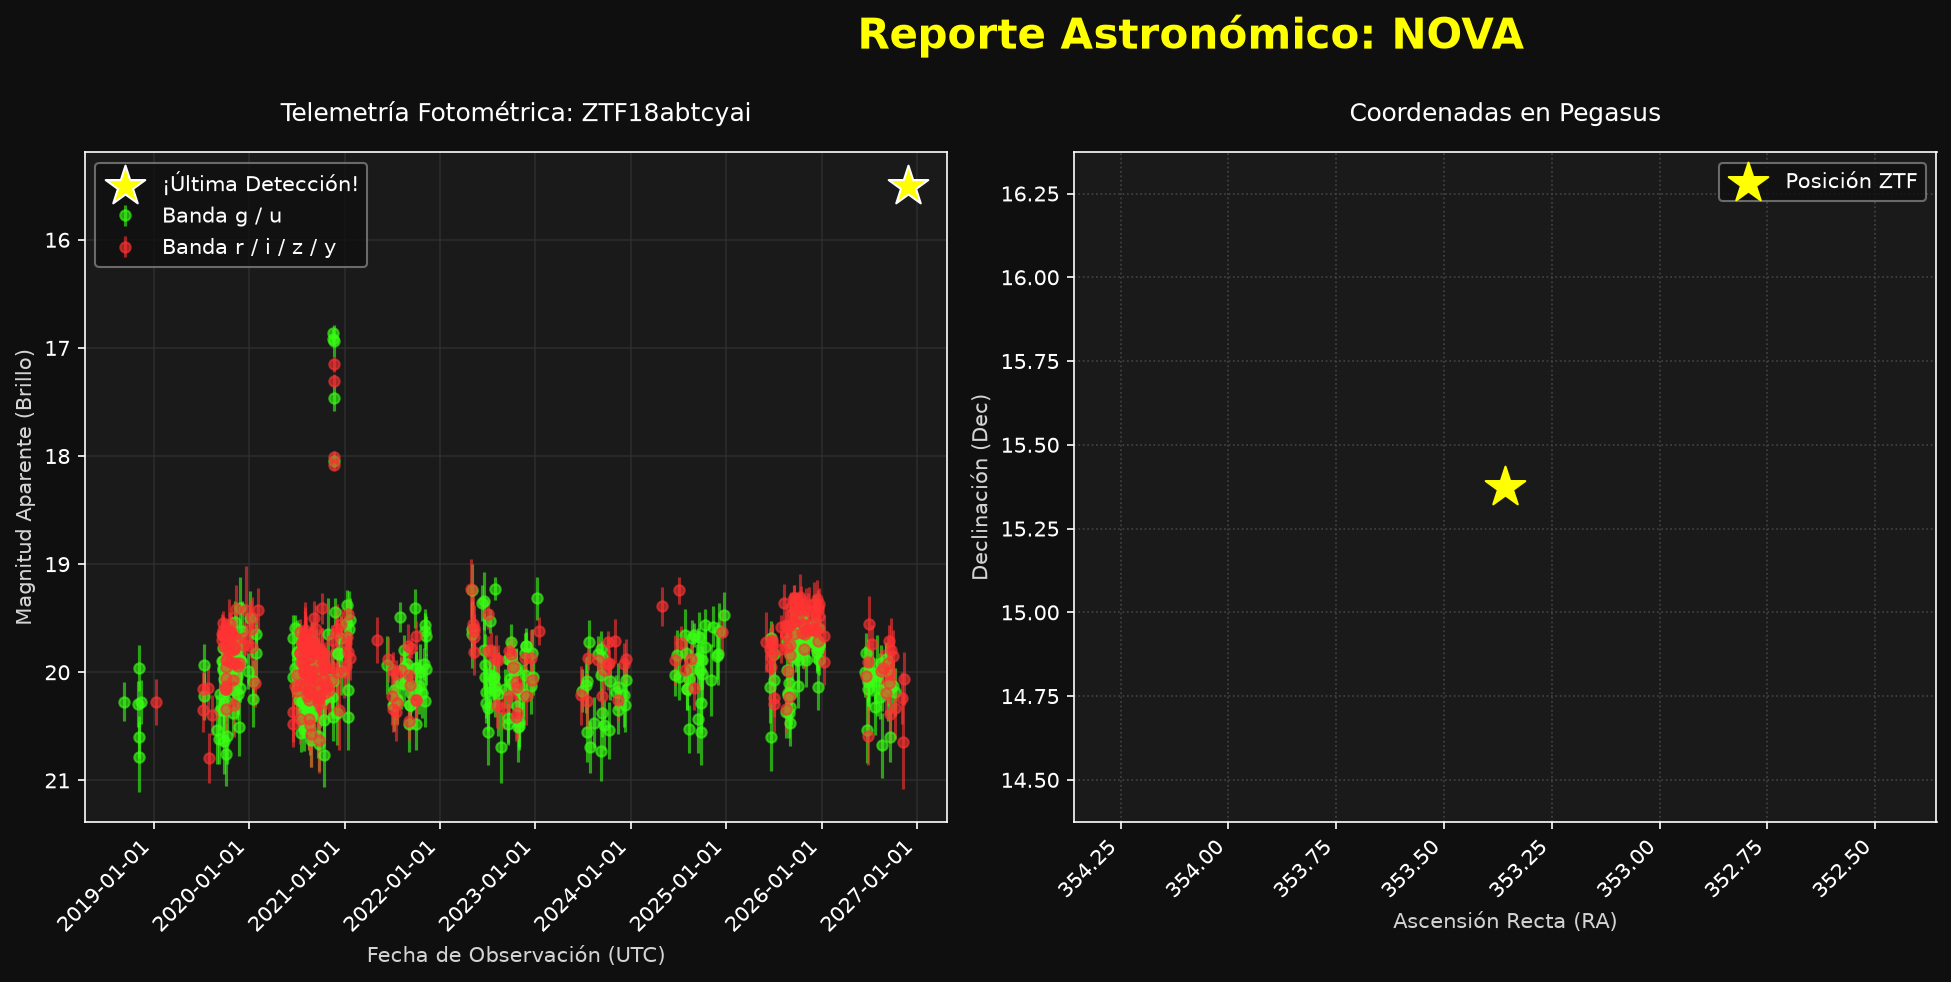 Reporte Astronómico: NOVA
Telemetría Fotométrica: ZTF18abtcyai
¡Última Detección!
Banda g / u
Banda r / i / z / y
Magnitud Aparente (Brillo)
16
17
18
19
20
21
2019-01-01
2020-01-01
2021-01-01
2022-01-01
2023-01-01
2024-01-01
2025-01-01
2026-01-01
2027-01-01
Fecha de Observación (UTC)
Coordenadas en Pegasus
Posición ZTF
Declinación (Dec)
16.25
16.00
15.75
15.50
15.25
15.00
14.75
14.50
354.25
354.00
353.75
353.50
353.25
353.00
352.75
352.50
Ascensión Recta (RA)